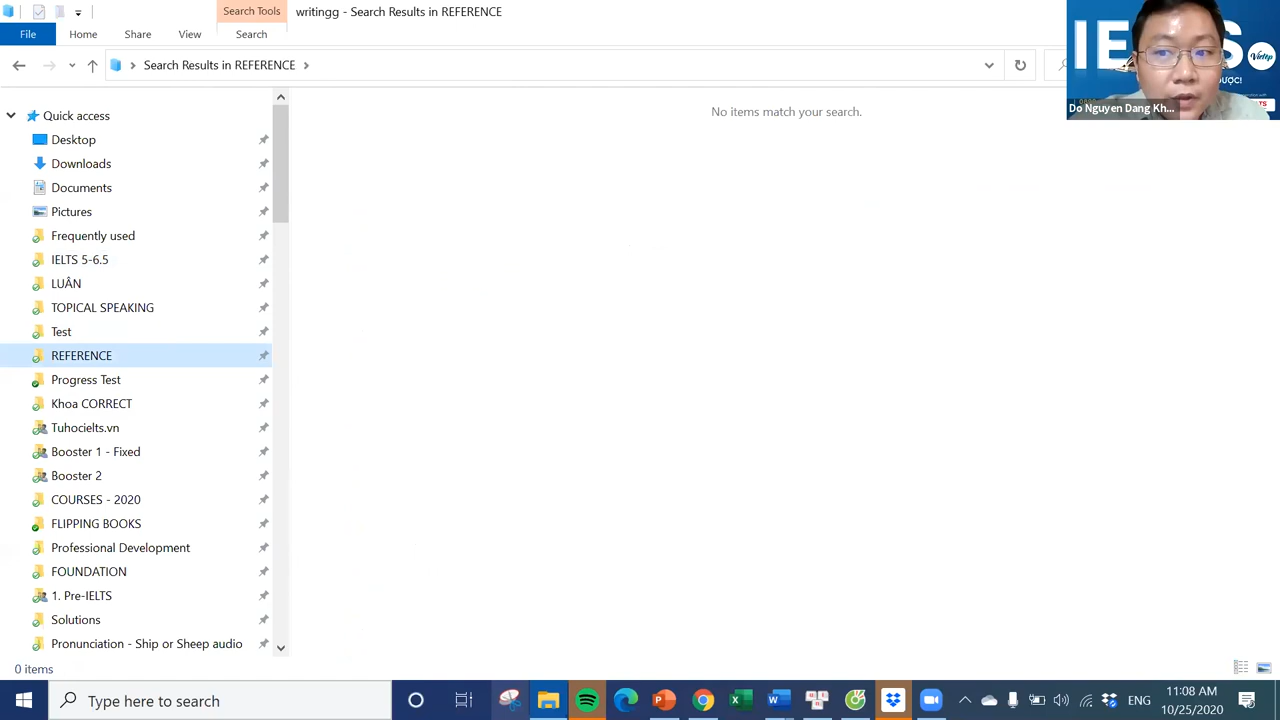 Search Tools
writingg - Search Results in REFERENCE
File
Home
Share
View
Search
Search Results in REFERENCE
No items match your search.
Quick access
Desktop
Downloads
Documents
Pictures
Frequently used
IELTS 5-6.5
LUÂN
TOPICAL SPEAKING
Test
REFERENCE
Progress Test
Khoa CORRECT
Tuhocielts.vn
Booster 1 - Fixed
Booster 2
COURSES - 2020
FLIPPING BOOKS
Professional Development
FOUNDATION
1. Pre-IELTS
Solutions
Pronunciation - Ship or Sheep audio
0 items
Do Nguyen Dang Kh...
Type here to search
ENG
11:08 AM
10/25/2020